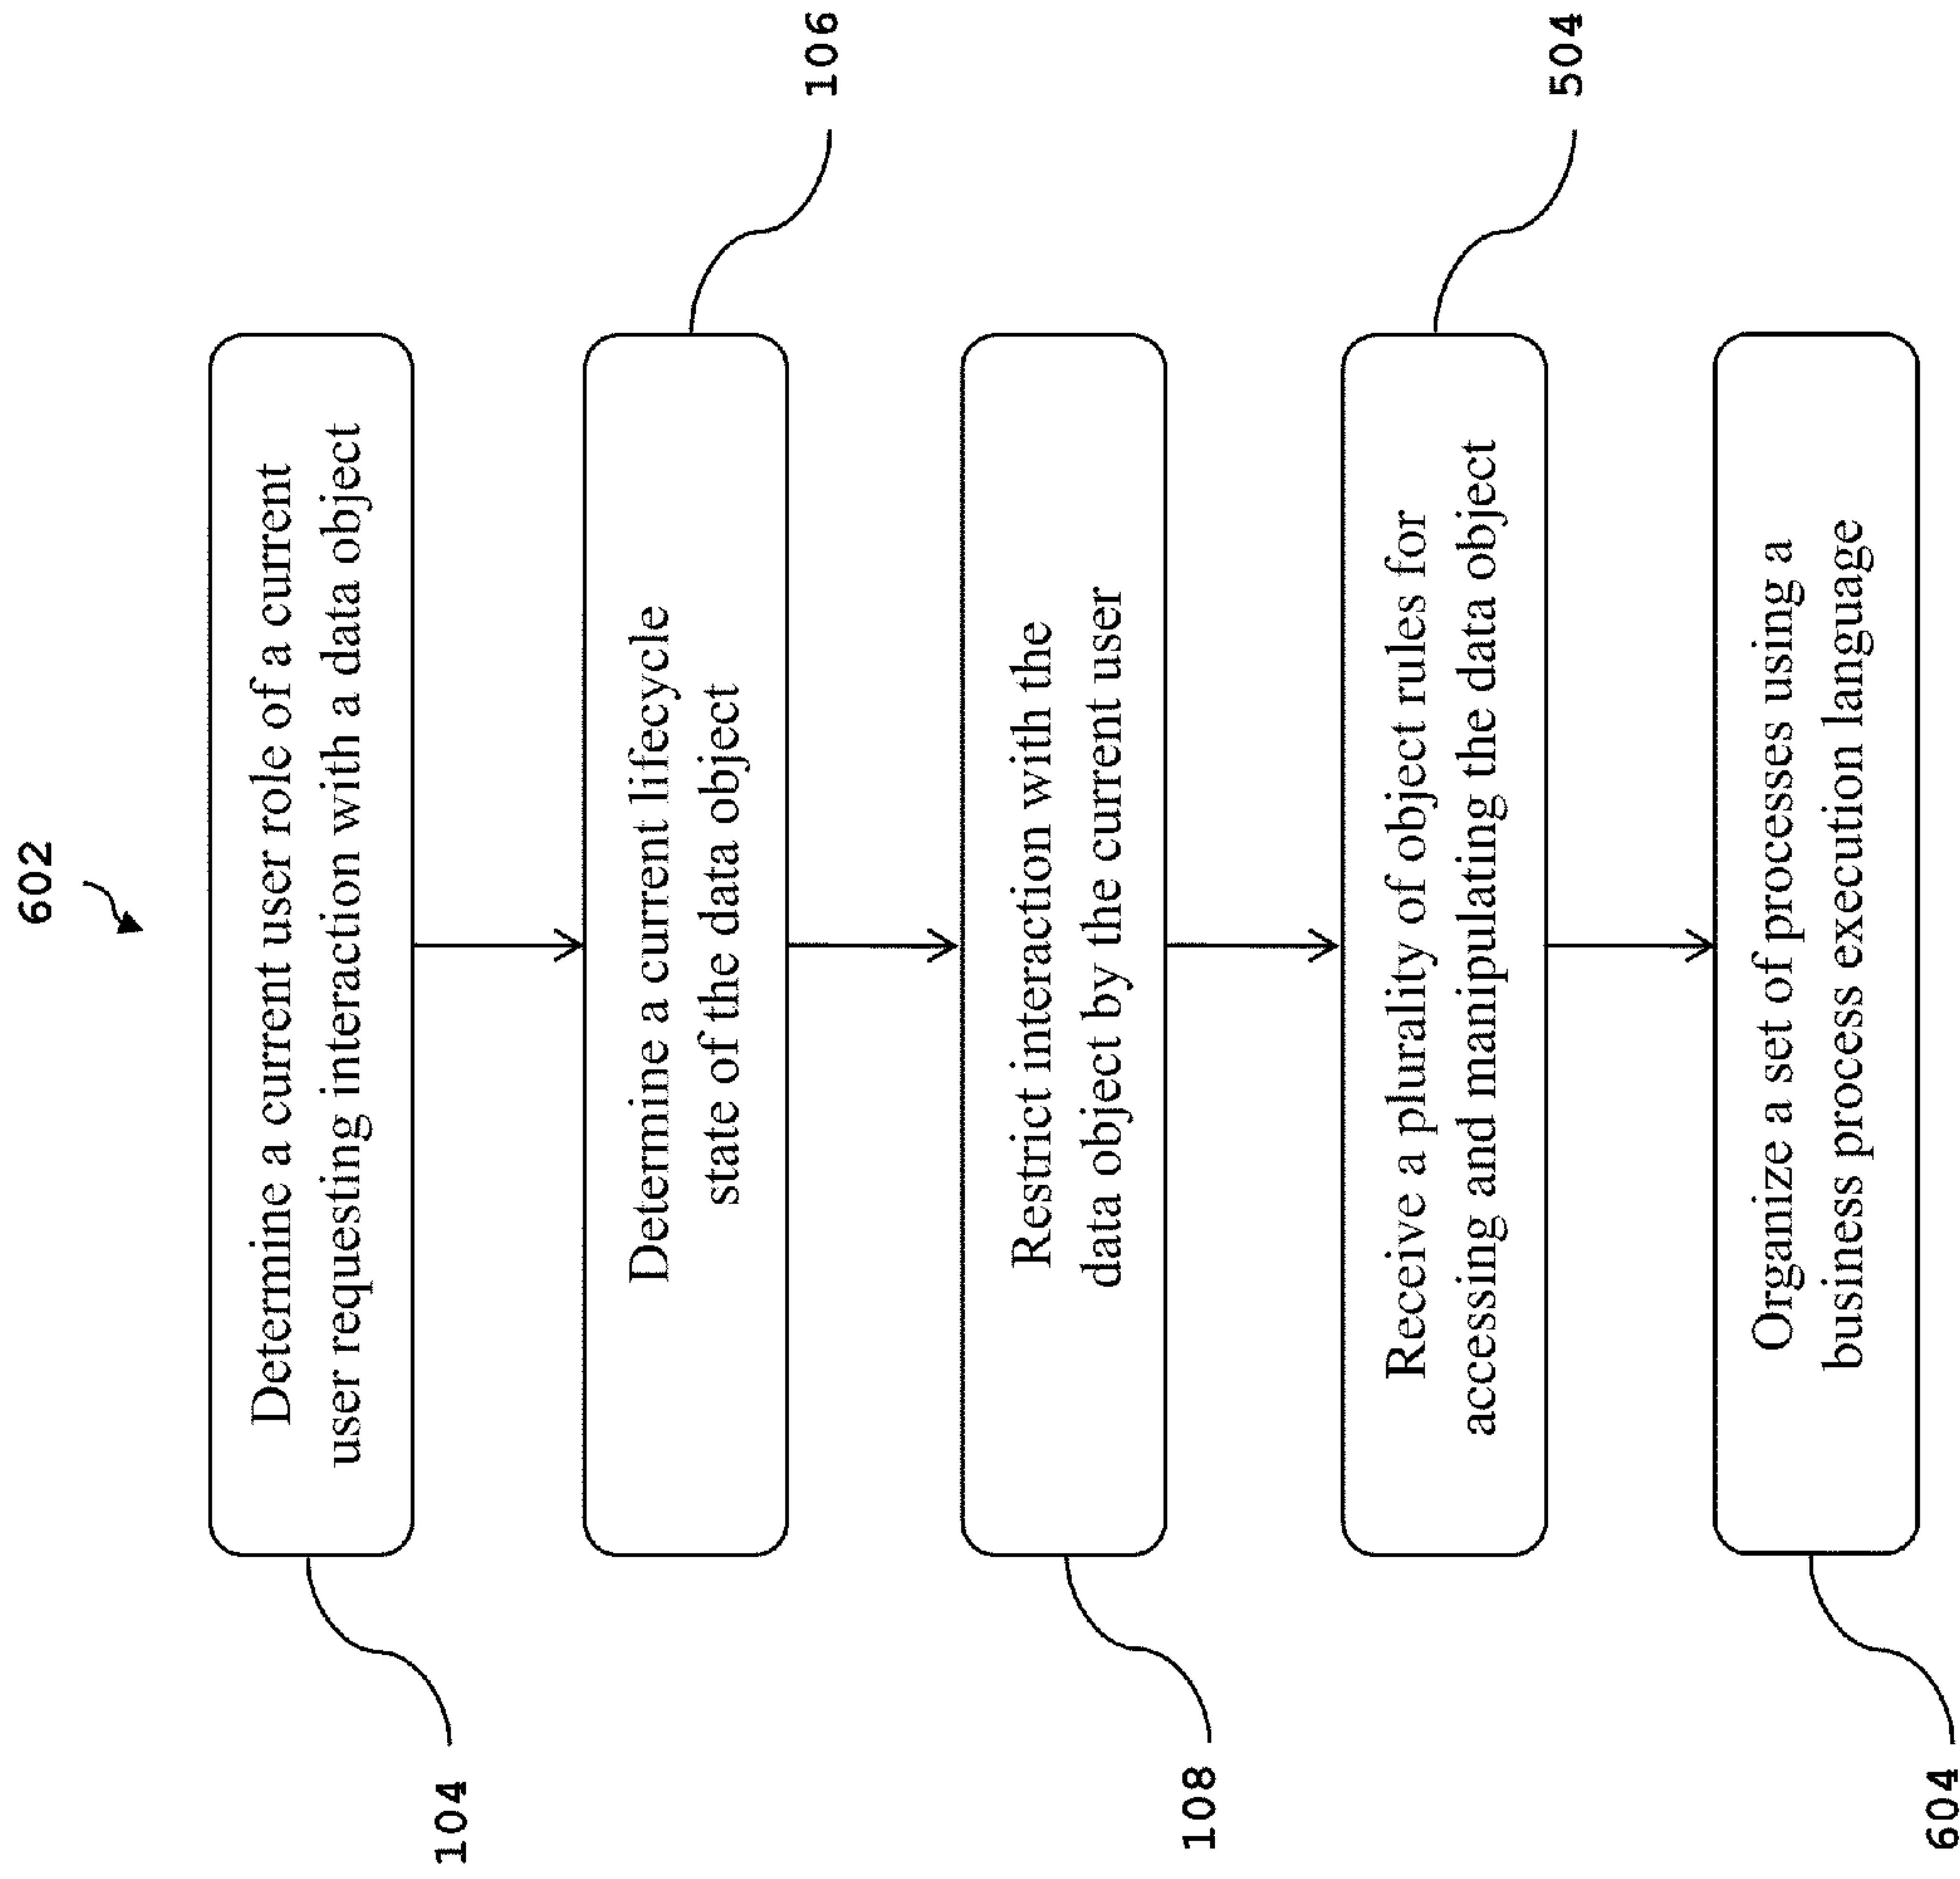 602
Determine a current user role of a current
user requesting interaction with a data object
104
Determine a current lifecycle
state of the data object
106
Restrict interaction with the
data object by the current user
108
Receive a plurality of object rules for
accessing and manipulating the data object
504
Organize a set of processes using a
business process execution language
604